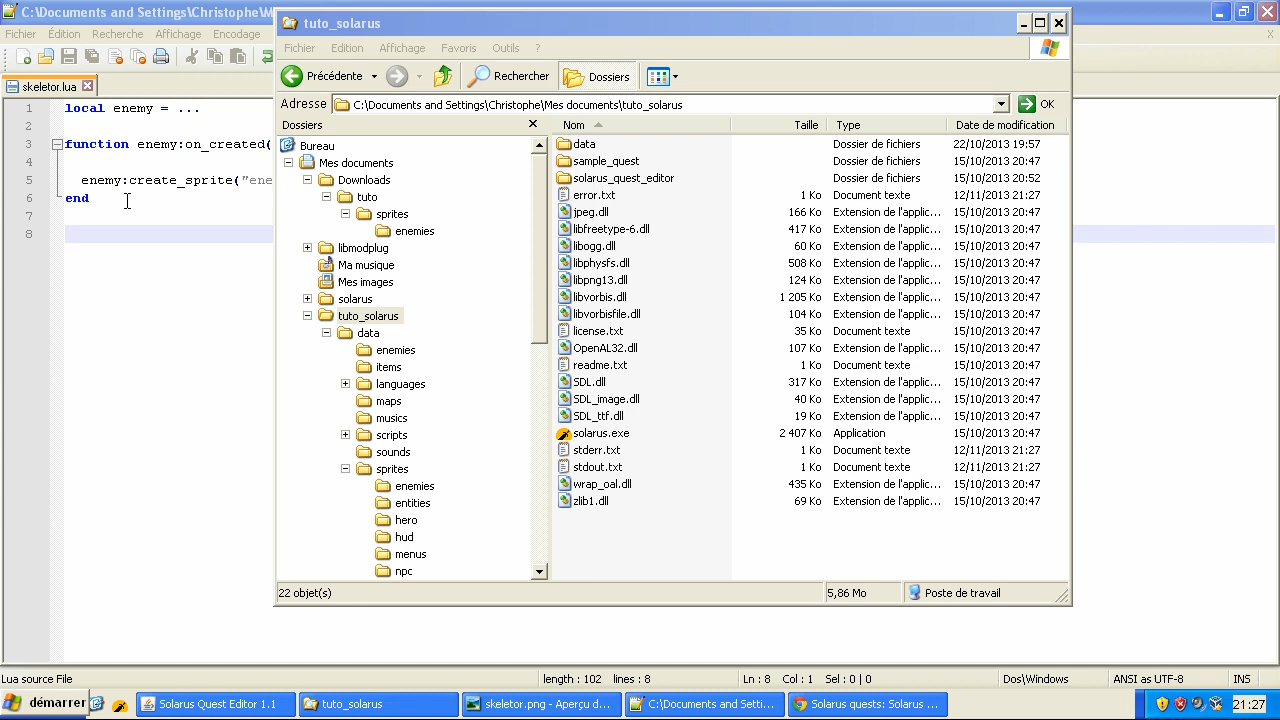 C:\Documents and Settings\Christophe\M
tuto_solarus
Fichier Édition Recherche Affichage Encodage
Fichier Affichage Favoris Outils ?
Précédente Rechercher Dossiers
skeletor.lua
Adresse C:\Documents and Settings\Christophe\Mes documents\tuto_solarus OK
Dossiers
Nom Taille Type Date de modification
1 local enemy = ...
2
3 function enemy:on_created(
4
5 enemy:create_sprite("ene
6 end
7
8
Bureau
Mes documents
Downloads
tuto
sprites
enemies
libmodplug
Ma musique
Mes images
solarus
tuto_solarus
data
enemies
items
languages
maps
musics
scripts
sounds
sprites
enemies
entities
hero
hud
menus
npc
data Dossier de fichiers 22/10/2013 19:57
sample_quest Dossier de fichiers 15/10/2013 20:47
solarus_quest_editor Dossier de fichiers 15/10/2013 20:52
error.txt 1 Ko Document texte 12/11/2013 21:27
jpeg.dll 166 Ko Extension de l'applic... 15/10/2013 20:47
libfreetype-6.dll 417 Ko Extension de l'applic... 15/10/2013 20:47
libogg.dll 60 Ko Extension de l'applic... 15/10/2013 20:47
libphysfs.dll 508 Ko Extension de l'applic... 15/10/2013 20:47
libpng13.dll 124 Ko Extension de l'applic... 15/10/2013 20:47
libvorbis.dll 1 205 Ko Extension de l'applic... 15/10/2013 20:47
libvorbisfile.dll 104 Ko Extension de l'applic... 15/10/2013 20:47
license.txt 35 Ko Document texte 15/10/2013 20:47
OpenAL32.dll 107 Ko Extension de l'applic... 15/10/2013 20:47
readme.txt 1 Ko Document texte 15/10/2013 20:47
SDL.dll 317 Ko Extension de l'applic... 15/10/2013 20:47
SDL_image.dll 40 Ko Extension de l'applic... 15/10/2013 20:47
SDL_ttf.dll 19 Ko Extension de l'applic... 15/10/2013 20:47
solarus.exe 2 407 Ko Application 15/10/2013 20:47
stderr.txt 1 Ko Document texte 12/11/2013 21:27
stdout.txt 1 Ko Document texte 12/11/2013 21:27
wrap_oal.dll 435 Ko Extension de l'applic... 15/10/2013 20:47
zlib1.dll 69 Ko Extension de l'applic... 15/10/2013 20:47
22 objet(s) 5,86 Mo Poste de travail
Lua source File length : 102 lines : 8 Ln : 8 Col : 1 Sel : 0 | 0 Dos\Windows ANSI as UTF-8 INS
démarrer Solarus Quest Editor 1.1 tuto_solarus skeletor.png - Aperçu d... C:\Documents and Setti... Solarus quests: Solarus ... 21:27